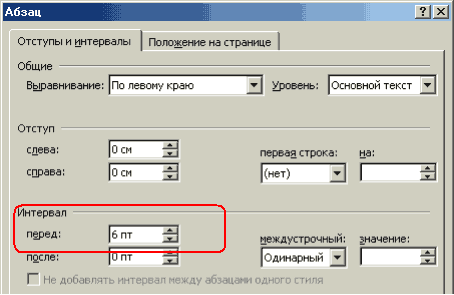 Абзац
Отступы и интервалы Положение на странице
Общие
Выравнивание: По левому краю Уровень: Основной текст
Отступ
слева: 0 см первая строка: на:
справа: 0 см (нет)
Интервал
перед: 6 пт междустрочный: значение:
после: 0 пт Одинарный
Не добавлять интервал между абзацами одного стиля